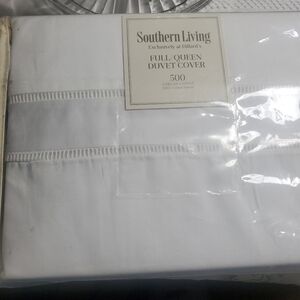 Southern Living
Exclusively at Dillard's
FULL/QUEEN
DUVET COVER
500